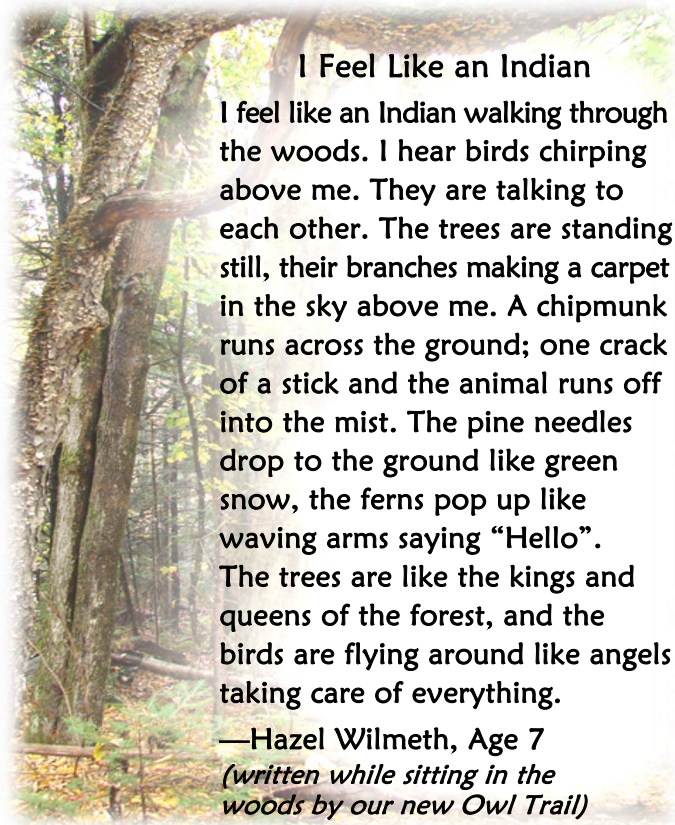 I Feel Like an Indian
I feel like an Indian walking through
the woods. I hear birds chirping
above me. They are talking to
each other. The trees are standing
still, their branches making a carpet
in the sky above me. A chipmunk
runs across the ground; one crack
of a stick and the animal runs off
into the mist. The pine needles
drop to the ground like green
snow, the ferns pop up like
waving arms saying “Hello”.
The trees are like the kings and
queens of the forest, and the
birds are flying around like angels
taking care of everything.
—Hazel Wilmeth, Age 7
(written while sitting in the
woods by our new Owl Trail)